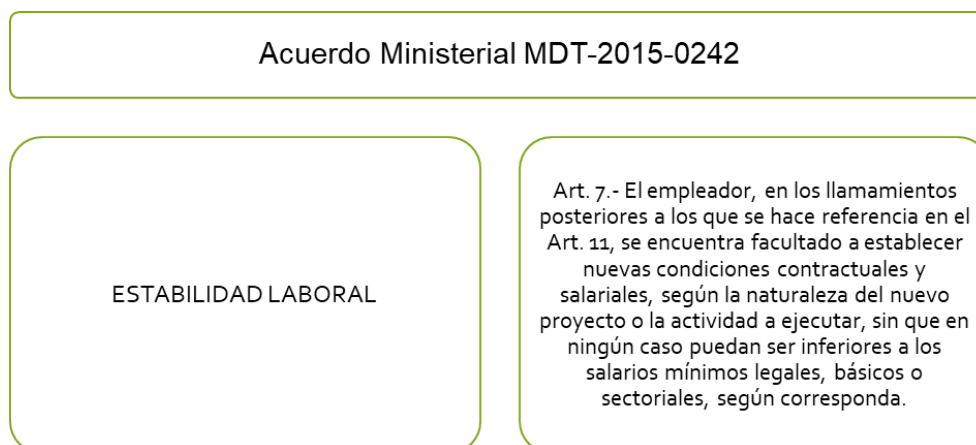 Acuerdo Ministerial MDT-2015-0242
ESTABILIDAD LABORAL
Art. 7.- El empleador, en los llamamientos
posteriores a los que se hace referencia en el
Art. 11, se encuentra facultado a establecer
nuevas condiciones contractuales y
salariales, según la naturaleza del nuevo
proyecto o la actividad a ejecutar, sin que en
ningún caso puedan ser inferiores a los
salarios mínimos legales, básicos o
sectoriales, según corresponda.